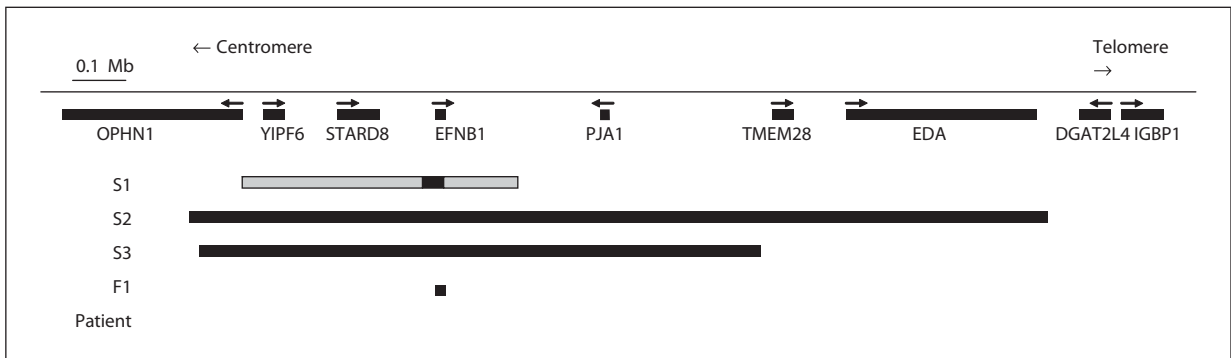 ← Centromere
Telomere
→
0.1 Mb
OPHN1 YIPF6 STARD8 EFNB1 PJA1 TMEM28 EDA DGAT2L4 IGBP1
S1
S2
S3
F1
Patient